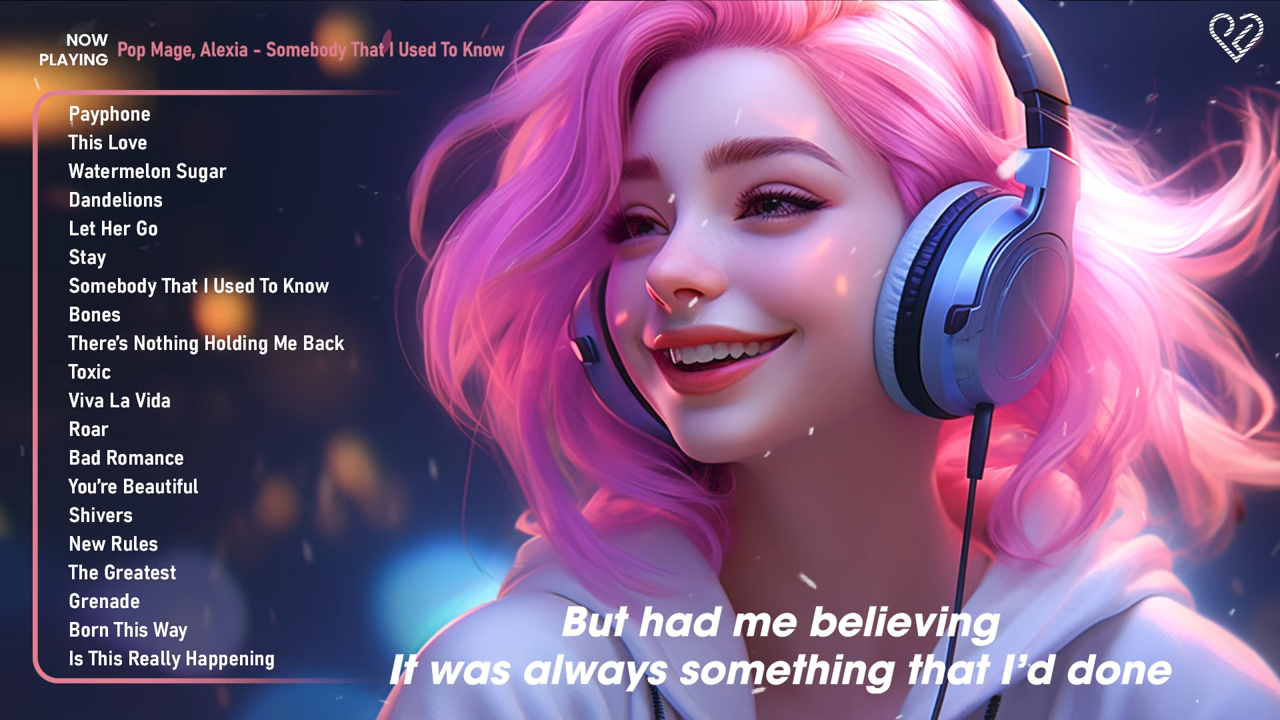 NOW
PLAYING
Pop Mage, Alexia - Somebody That I Used To Know
Payphone
This Love
Watermelon Sugar
Dandelions
Let Her Go
Stay
Somebody That I Used To Know
Bones
There's Nothing Holding Me Back
Toxic
Viva La Vida
Roar
Bad Romance
You're Beautiful
Shivers
New Rules
The Greatest
Grenade
Born This Way
Is This Really Happening
But had me believing
It was always something that I'd done